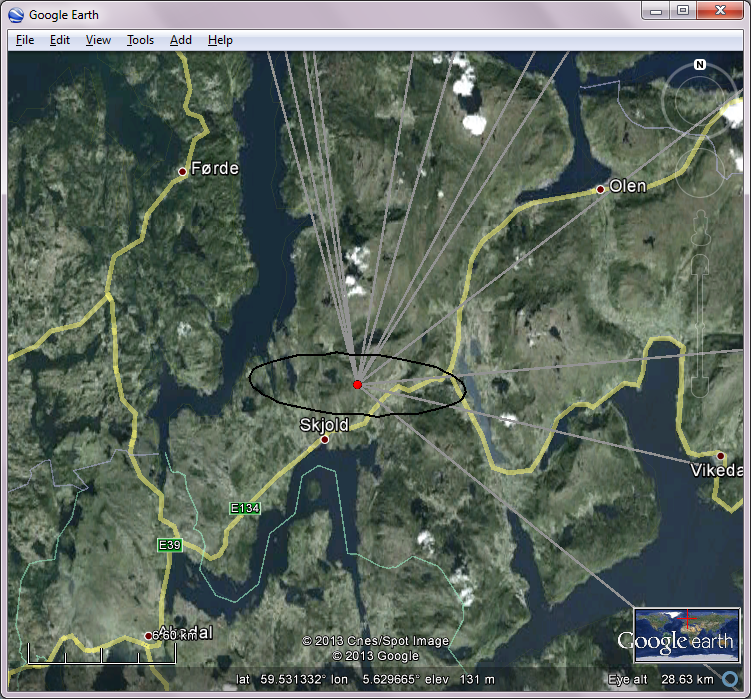 Google Earth
File Edit View Tools Add Help
N
Førde
Olen
Skjold
Vikeda
E134
E39
6.60 km
© 2013 Cnes/Spot Image
© 2013 Google
Google earth
lat 59.531332° lon 5.629665° elev 131 m
Eye alt 28.63 km